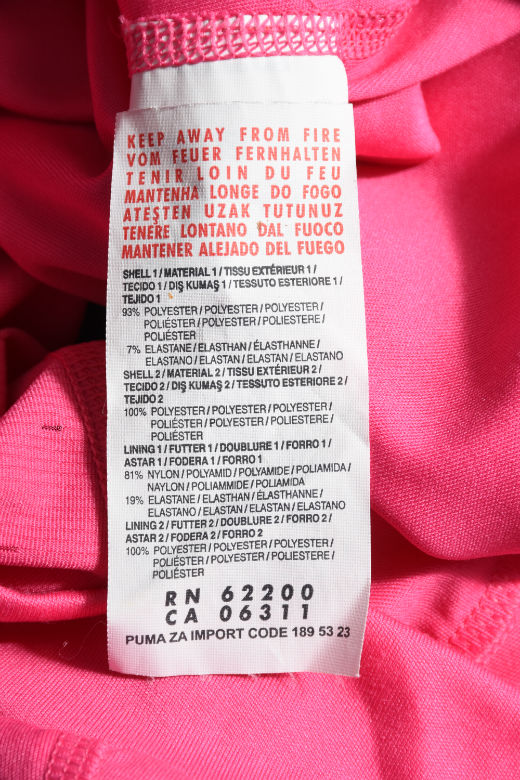 KEEP AWAY FROM FIRE
VOM FEUER FERNHALTEN
TENIR LOIN DU FEU
MANTENHA LONGE DO FOGO
ATEŞTEN UZAK TUTUNUZ
TENERE LONTANO DAL FUOCO
MANTENER ALEJADO DEL FUEGO
SHELL 1 / MATERIAL 1 / TISSU EXTÉRIEUR 1 /
TECIDO 1 / DIŞ KUMAŞ 1 / TESSUTO ESTERIORE 1 /
TEJIDO 1
93% POLYESTER / POLYESTER / POLYESTER /
POLIÉSTER / POLYESTER / POLIESTERE /
POLIÉSTER
7% ELASTANE / ELASTHAN / ÉLASTHANNE /
ELASTANO / ELASTAN / ELASTAN / ELASTANO
SHELL 2 / MATERIAL 2 / TISSU EXTÉRIEUR 2 /
TECIDO 2 / DIŞ KUMAŞ 2 / TESSUTO ESTERIORE 2 /
TEJIDO 2
100% POLYESTER / POLYESTER / POLYESTER /
POLIÉSTER / POLYESTER / POLIESTERE /
POLIÉSTER
LINING 1 / FUTTER 1 / DOUBLURE 1 / FORRO 1 /
ASTAR 1 / FODERA 1 / FORRO 1
81% NYLON / POLYAMID / POLYAMIDE / POLIAMIDA /
NAYLON / POLIAMMIDE / POLIAMIDA
19% ELASTANE / ELASTHAN / ÉLASTHANNE /
ELASTANO / ELASTAN / ELASTAN / ELASTANO
LINING 2 / FUTTER 2 / DOUBLURE 2 / FORRO 2 /
ASTAR 2 / FODERA 2 / FORRO 2
100% POLYESTER / POLYESTER / POLYESTER /
POLIÉSTER / POLYESTER / POLIESTERE /
POLIÉSTER
RN 62200
CA 06311
PUMA ZA IMPORT CODE 189 53 23